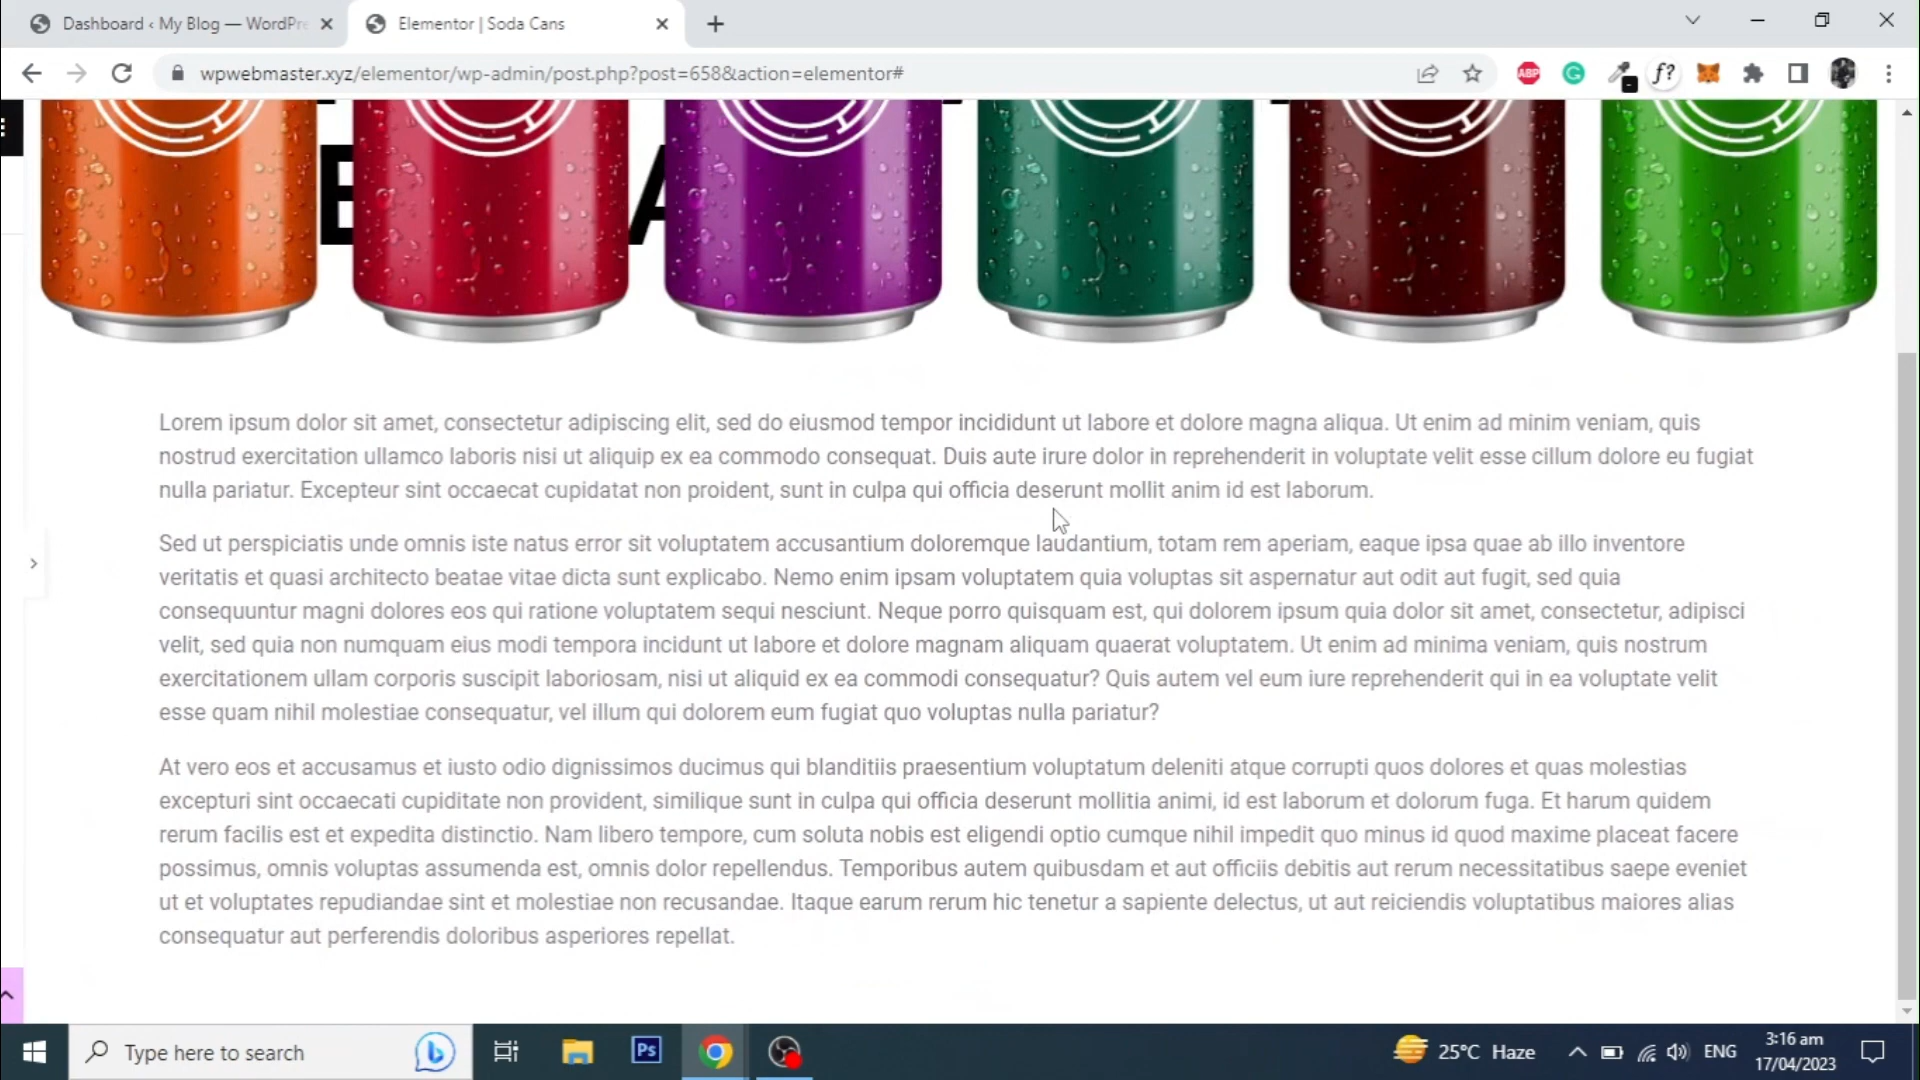 Dashboard ‹ My Blog — WordPre
Elementor | Soda Cans
wpwebmaster.xyz/elementor/wp-admin/post.php?post=658&action=elementor#
ABP
f?
Lorem ipsum dolor sit amet, consectetur adipiscing elit, sed do eiusmod tempor incididunt ut labore et dolore magna aliqua. Ut enim ad minim veniam, quis
nostrud exercitation ullamco laboris nisi ut aliquip ex ea commodo consequat. Duis aute irure dolor in reprehenderit in voluptate velit esse cillum dolore eu fugiat
nulla pariatur. Excepteur sint occaecat cupidatat non proident, sunt in culpa qui officia deserunt mollit anim id est laborum.
Sed ut perspiciatis unde omnis iste natus error sit voluptatem accusantium doloremque laudantium, totam rem aperiam, eaque ipsa quae ab illo inventore
veritatis et quasi architecto beatae vitae dicta sunt explicabo. Nemo enim ipsam voluptatem quia voluptas sit aspernatur aut odit aut fugit, sed quia
consequuntur magni dolores eos qui ratione voluptatem sequi nesciunt. Neque porro quisquam est, qui dolorem ipsum quia dolor sit amet, consectetur, adipisci
velit, sed quia non numquam eius modi tempora incidunt ut labore et dolore magnam aliquam quaerat voluptatem. Ut enim ad minima veniam, quis nostrum
exercitationem ullam corporis suscipit laboriosam, nisi ut aliquid ex ea commodi consequatur? Quis autem vel eum iure reprehenderit qui in ea voluptate velit
esse quam nihil molestiae consequatur, vel illum qui dolorem eum fugiat quo voluptas nulla pariatur?
At vero eos et accusamus et iusto odio dignissimos ducimus qui blanditiis praesentium voluptatum deleniti atque corrupti quos dolores et quas molestias
excepturi sint occaecati cupiditate non provident, similique sunt in culpa qui officia deserunt mollitia animi, id est laborum et dolorum fuga. Et harum quidem
rerum facilis est et expedita distinctio. Nam libero tempore, cum soluta nobis est eligendi optio cumque nihil impedit quo minus id quod maxime placeat facere
possimus, omnis voluptas assumenda est, omnis dolor repellendus. Temporibus autem quibusdam et aut officiis debitis aut rerum necessitatibus saepe eveniet
ut et voluptates repudiandae sint et molestiae non recusandae. Itaque earum rerum hic tenetur a sapiente delectus, ut aut reiciendis voluptatibus maiores alias
consequatur aut perferendis doloribus asperiores repellat.
Type here to search
Ps
25°C Haze
ENG
3:16 am
17/04/2023